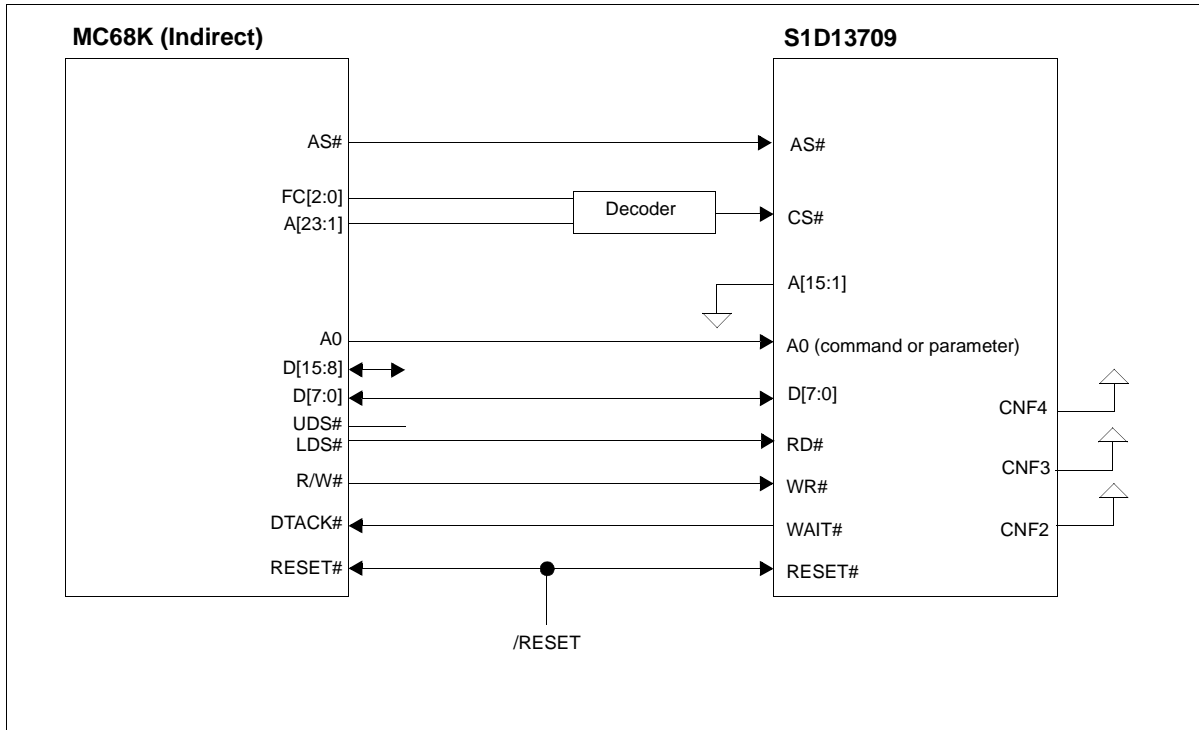 MC68K (Indirect)
S1D13709
AS#
AS#
FC[2:0]
Decoder
CS#
A[23:1]
A[15:1]
A0
A0 (command or parameter)
D[15:8]
D[7:0]
D[7:0]
CNF4
UDS#
LDS#
RD#
CNF3
R/W#
WR#
DTACK#
WAIT#
CNF2
RESET#
RESET#
/RESET